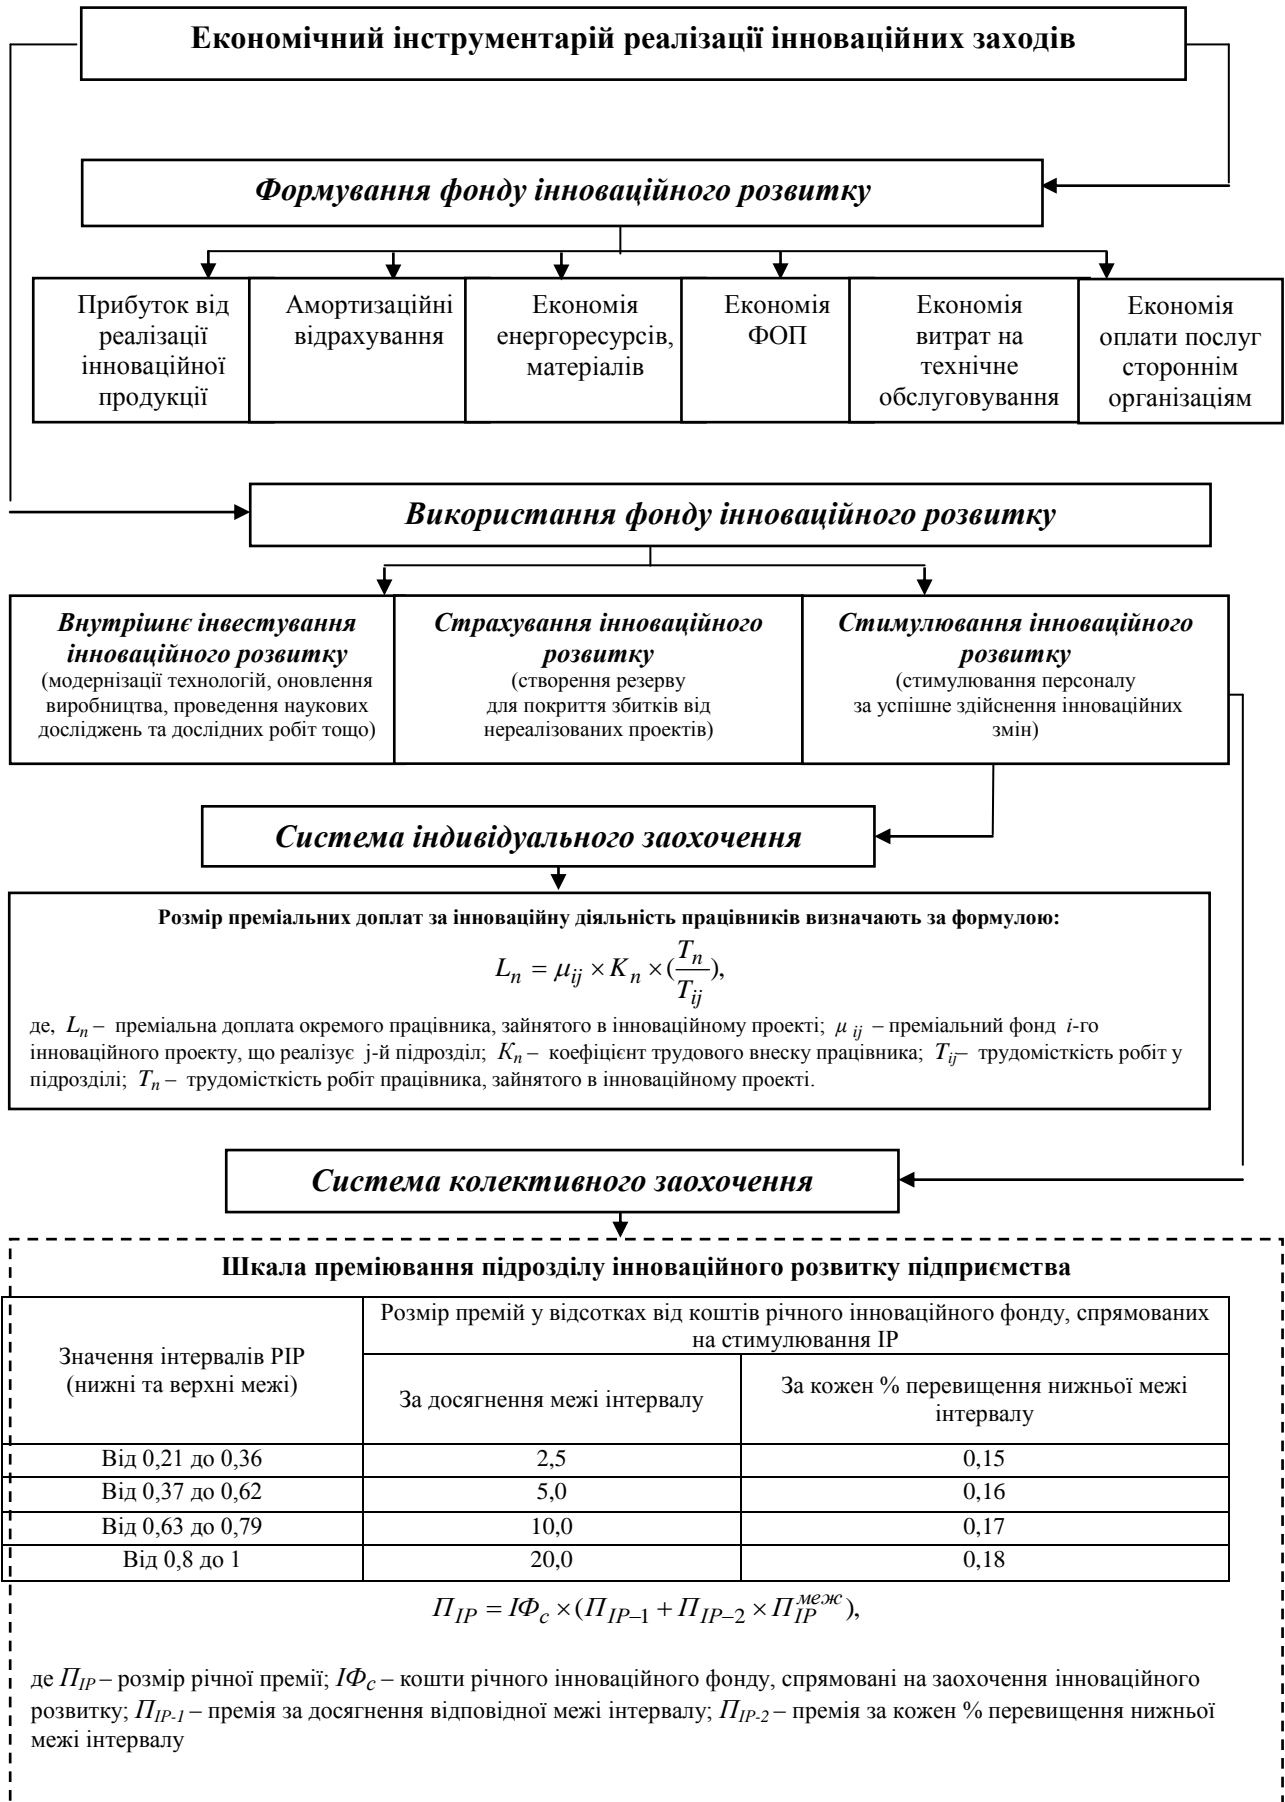 Економічний інструментарій реалізації інноваційних заходів
Формування фонду інноваційного розвитку
Прибуток від
реалізації
інноваційної
продукції
Амортизаційні
відрахування
Економія
енергоресурсів,
матеріалів
Економія
ФОП
Економія
витрат на
технічне
обслуговування
Економія
оплати послуг
стороннім
організаціям
Використання фонду інноваційного розвитку
Внутрішнє інвестування
інноваційного розвитку
(модернізації технологій, оновлення
виробництва, проведення наукових
досліджень та дослідних робіт тощо)
Страхування інноваційного
розвитку
(створення резерву
для покриття збитків від
нереалізованих проектів)
Стимулювання інноваційного
розвитку
(стимулювання персоналу
за успішне здійснення інноваційних
змін)
Система індивідуального заохочення
Розмір преміальних доплат за інноваційну діяльність працівників визначають за формулою:
L_n = μ_ij × K_n × (T_n / T_ij),
де, L_n – преміальна доплата окремого працівника, зайнятого в інноваційному проекті; μ_ij – преміальний фонд i-го
інноваційного проекту, що реалізує j-й підрозділ; K_n – коефіцієнт трудового внеску працівника; T_ij – трудомісткість робіт у
підрозділі; T_n – трудомісткість робіт працівника, зайнятого в інноваційному проекті.
Система колективного заохочення
Шкала преміювання підрозділу інноваційного розвитку підприємства
Значення інтервалів РІР
(нижні та верхні межі)
Розмір премій у відсотках від коштів річного інноваційного фонду, спрямованих
на стимулювання ІР
За досягнення межі інтервалу
За кожен % перевищення нижньої межі
інтервалу
Від 0,21 до 0,36 2,5 0,15
Від 0,37 до 0,62 5,0 0,16
Від 0,63 до 0,79 10,0 0,17
Від 0,8 до 1 20,0 0,18
П_ІР = ІФ_с × (П_ІР–1 + П_ІР–2 × П_ІР^меж),
де П_ІР – розмір річної премії; ІФ_с – кошти річного інноваційного фонду, спрямовані на заохочення інноваційного
розвитку; П_ІР-1 – премія за досягнення відповідної межі інтервалу; П_ІР-2 – премія за кожен % перевищення нижньої
межі інтервалу